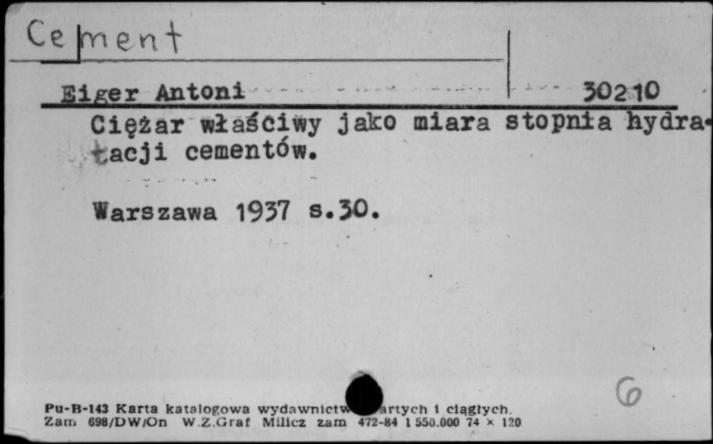 Cement
Eiger Antoni 30210
Ciężar właściwy jako miara stopnia hydra-
tacji cementów.
Warszawa 1937 s.30.
6
Pu-B-143 Karta katalogowa wydawnictw artych i ciągłych.
Zam 698/DW/On W.Z.Graf Milicz zam 472-84 1 550.000 74 × 120